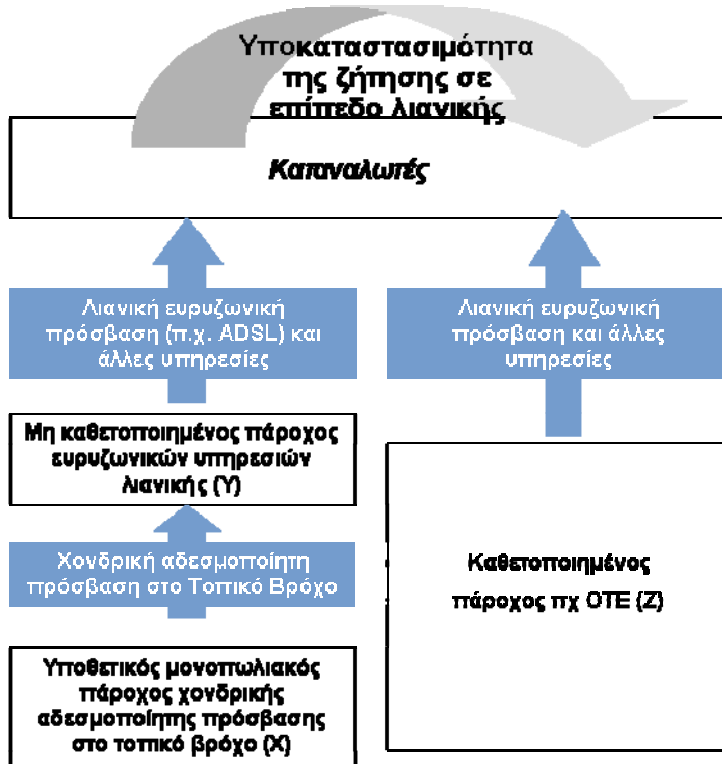 Υποκαταστασιμότητα
της ζήτησης σε
επίπεδο λιανικής
Καταναλωτές
Λιανική ευρυζωνική
πρόσβαση (π.χ. ADSL) και
άλλες υπηρεσίες
Λιανική ευρυζωνική
πρόσβαση και άλλες
υπηρεσίες
Μη καθετοποιημένος πάροχος
ευρυζωνικών υπηρεσιών
λιανικής (Υ)
Χονδρική αδεσμοποίητη
πρόσβαση στο Τοπικό Βρόχο
Καθετοποιημένος
πάροχος πχ ΟΤΕ (Ζ)
Υποθετικός μονοπωλιακός
πάροχος χονδρικής
αδεσμοποίητης πρόσβασης
στο τοπικό βρόχο (Χ)